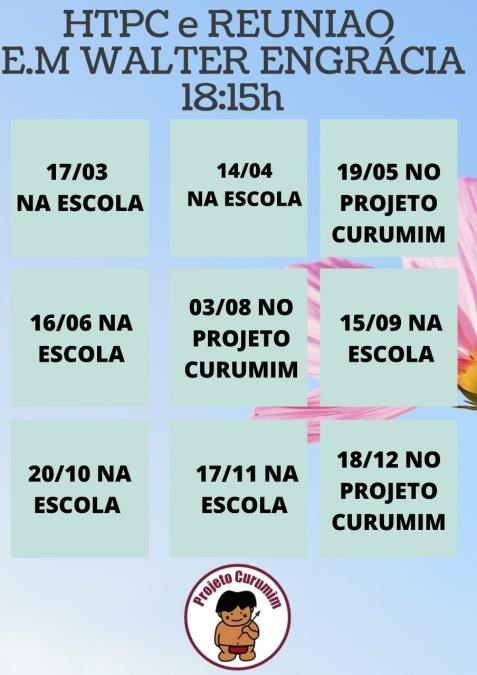 HTPC e REUNIAO
E.M WALTER ENGRÁCIA
18:15h
17/03
NA ESCOLA
14/04
NA ESCOLA
19/05 NO
PROJETO
CURUMIM
16/06 NA
ESCOLA
03/08 NO
PROJETO
CURUMIM
15/09 NA
ESCOLA
20/10 NA
ESCOLA
17/11 NA
ESCOLA
18/12 NO
PROJETO
CURUMIM
Projeto Curumim